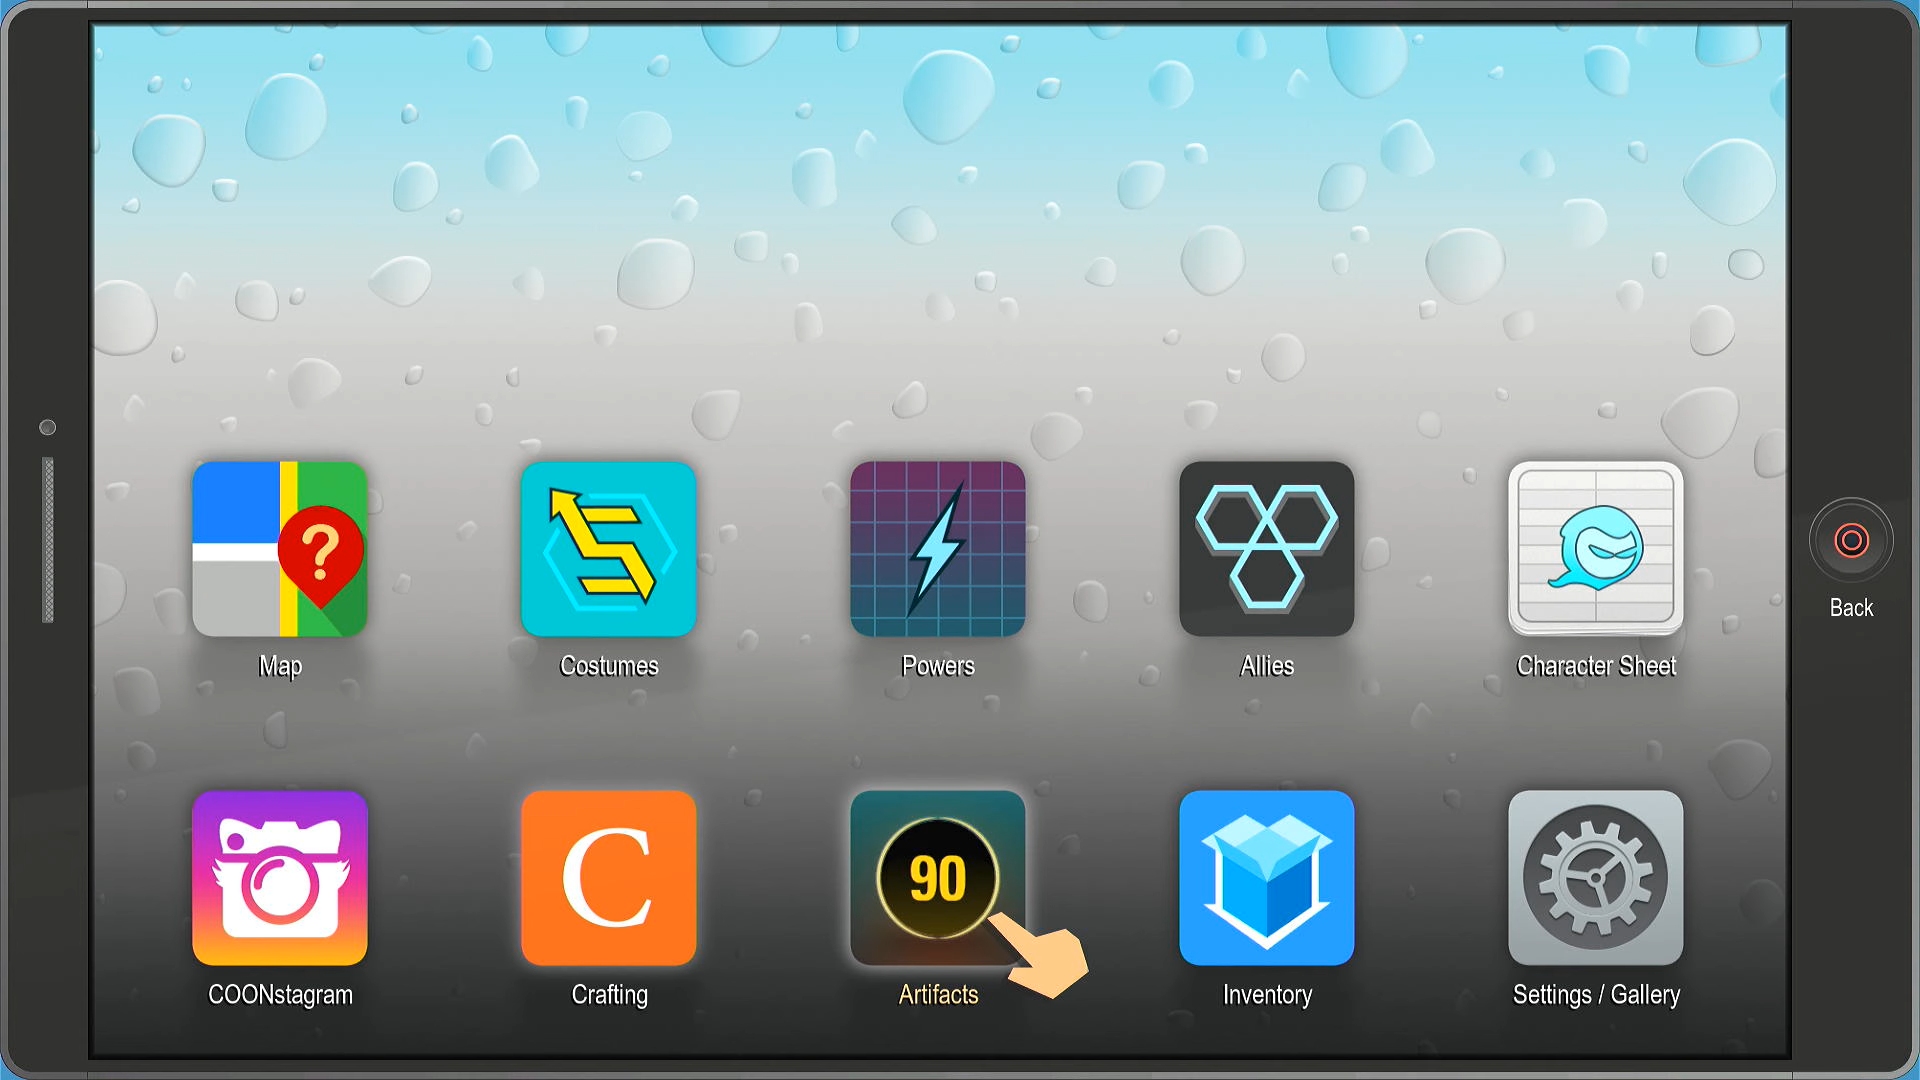 ?
Map
Costumes
Powers
Allies
Character Sheet
Back
C
90
COONstagram
Crafting
Artifacts
Inventory
Settings / Gallery